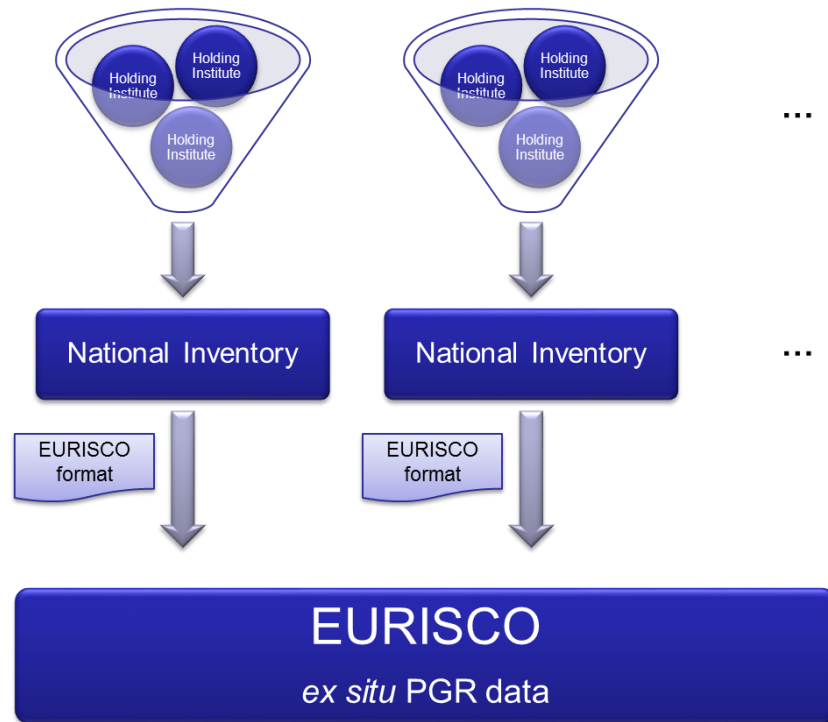 Holding
Institute
Holding
Institute
Holding
Institute
Holding
Institute
Holding
Institute
Holding
Institute
...
National Inventory
National Inventory
...
EURISCO
format
EURISCO
format
EURISCO
ex situ PGR data